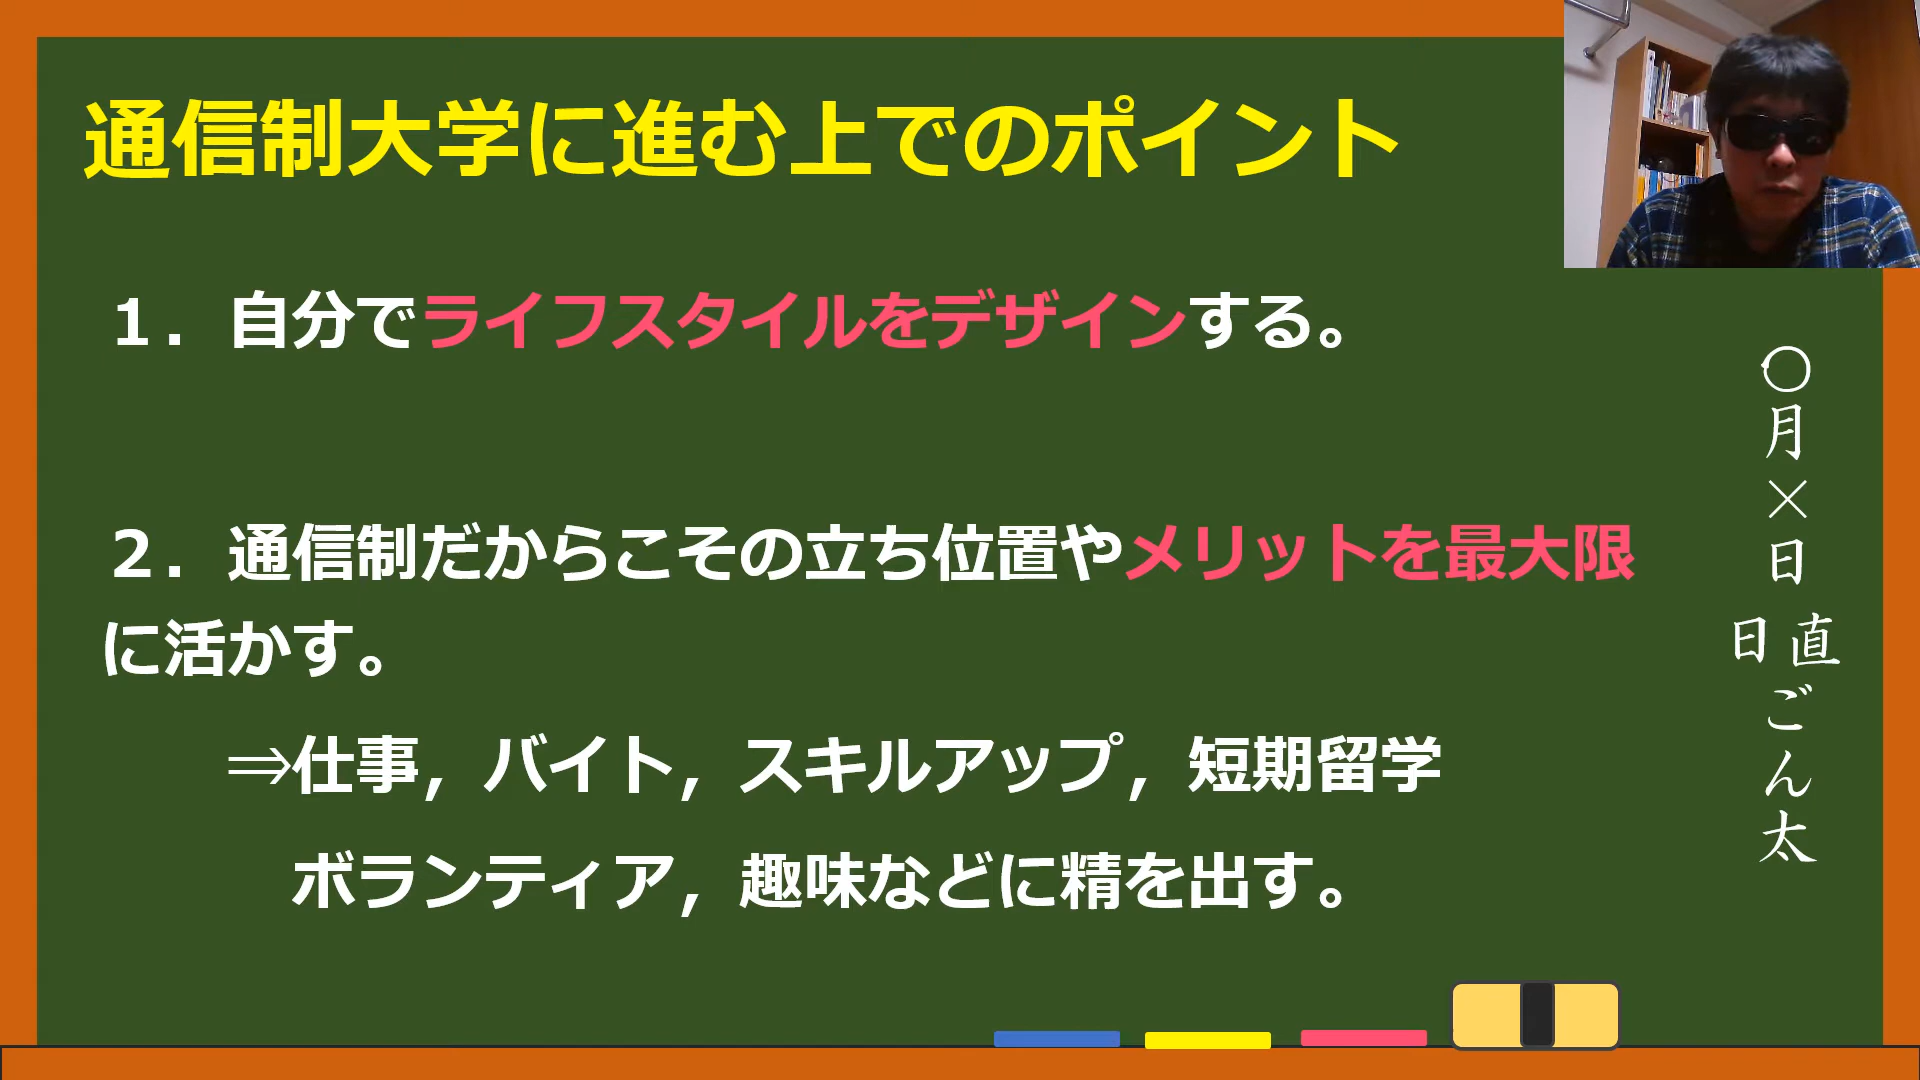 通信制大学に進む上でのポイント
１．自分でライフスタイルをデザインする。
２．通信制だからこその立ち位置やメリットを最大限
に活かす。
⇒仕事，バイト，スキルアップ，短期留学
ボランティア，趣味などに精を出す。
〇月×日
日直
ごん太